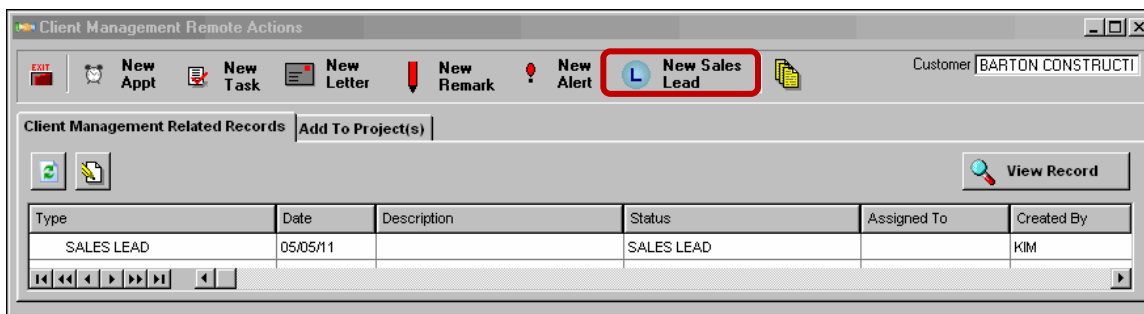 Client Management Remote Actions
EXIT
New Appt
New Task
New Letter
New Remark
New Alert
L
New Sales Lead
Customer BARTON CONSTRUCTI
Client Management Related Records
Add To Project(s)
View Record
Type Date Description Status Assigned To Created By
SALES LEAD 05/05/11 SALES LEAD KIM